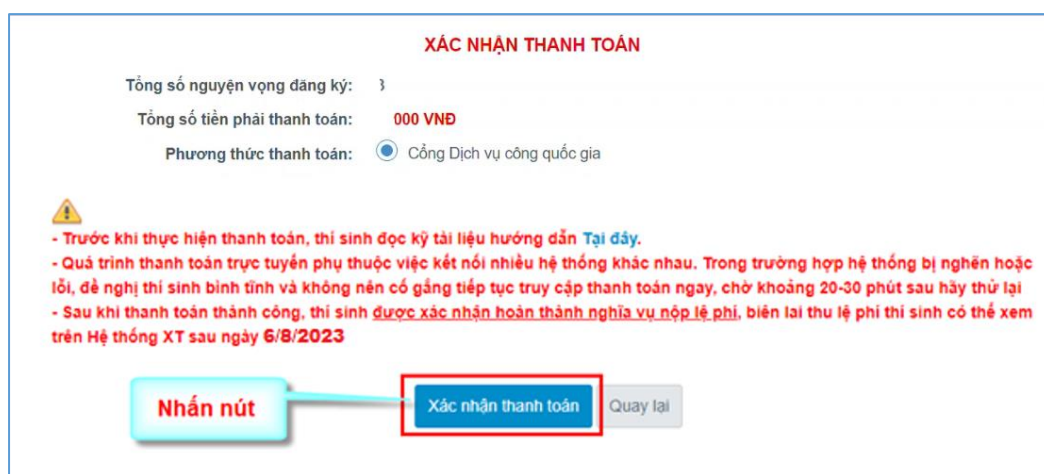 XÁC NHẬN THANH TOÁN
Tổng số nguyện vọng đăng ký:
Tổng số tiền phải thanh toán: 000 VNĐ
Phương thức thanh toán: Cổng Dịch vụ công quốc gia
- Trước khi thực hiện thanh toán, thí sinh đọc kỹ tài liệu hướng dẫn Tại đây.
- Quá trình thanh toán trực tuyến phụ thuộc việc kết nối nhiều hệ thống khác nhau. Trong trường hợp hệ thống bị nghẽn hoặc
lỗi, đề nghị thí sinh bình tĩnh và không nên cố gắng tiếp tục truy cập thanh toán ngay, chờ khoảng 20-30 phút sau hãy thử lại
- Sau khi thanh toán thành công, thí sinh được xác nhận hoàn thành nghĩa vụ nộp lệ phí, biên lai thu lệ phí thí sinh có thể xem
trên Hệ thống XT sau ngày 6/8/2023
Nhấn nút Xác nhận thanh toán Quay lại